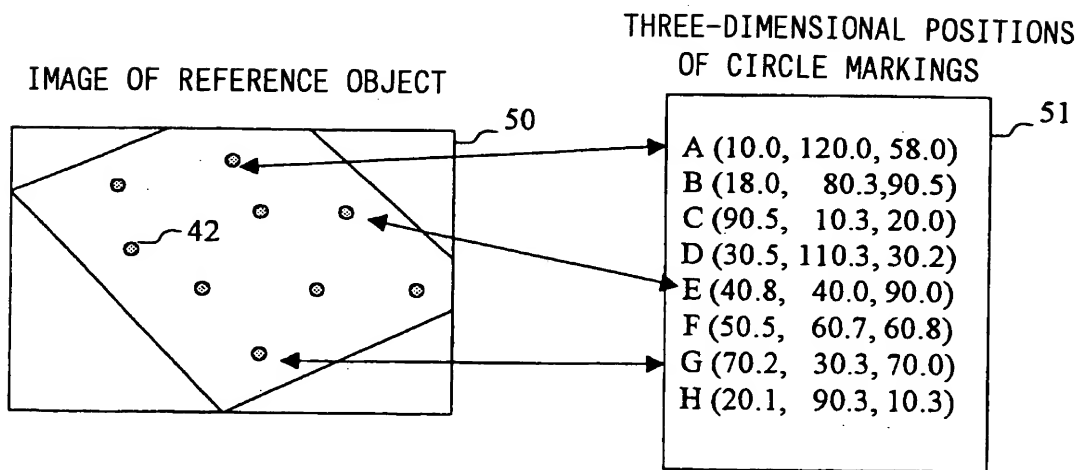 THREE-DIMENSIONAL POSITIONS
OF CIRCLE MARKINGS
IMAGE OF REFERENCE OBJECT
50
51
42
A (10.0, 120.0, 58.0)
B (18.0, 80.3,90.5)
C (90.5, 10.3, 20.0)
D (30.5, 110.3, 30.2)
E (40.8, 40.0, 90.0)
F (50.5, 60.7, 60.8)
G (70.2, 30.3, 70.0)
H (20.1, 90.3, 10.3)